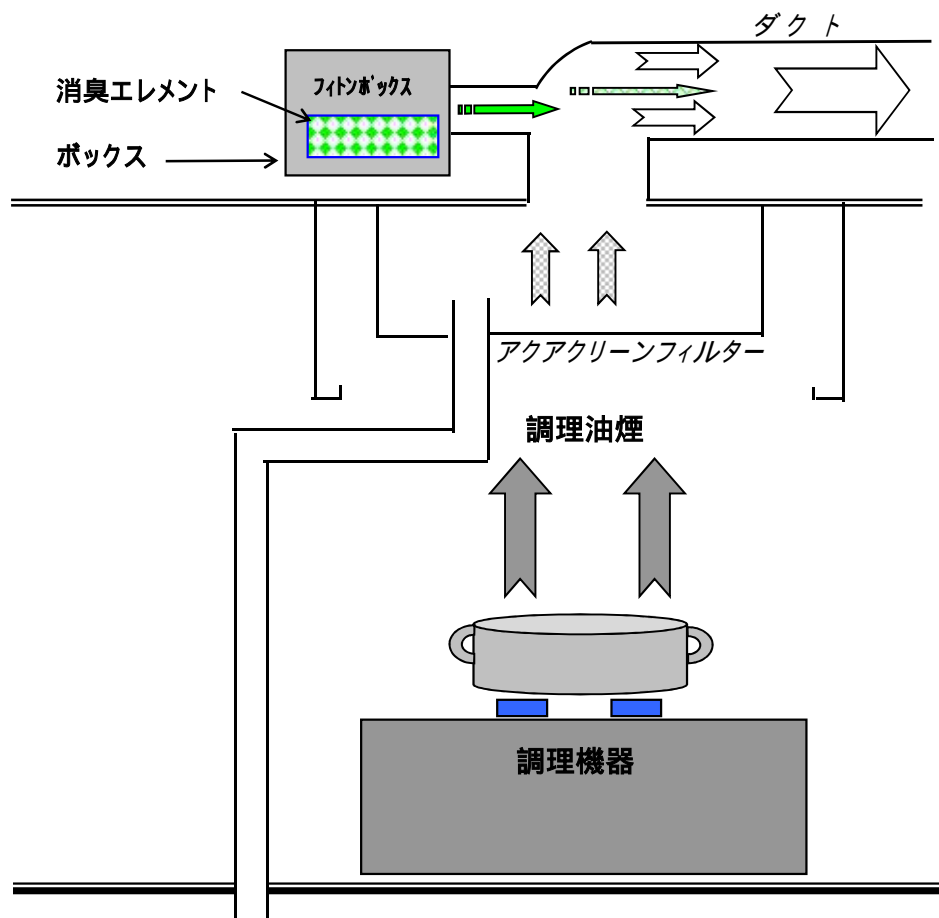 ダクト
フィトンボックス
消臭エレメント
ボックス
アクアクリーンフィルター
調理油煙
調理機器